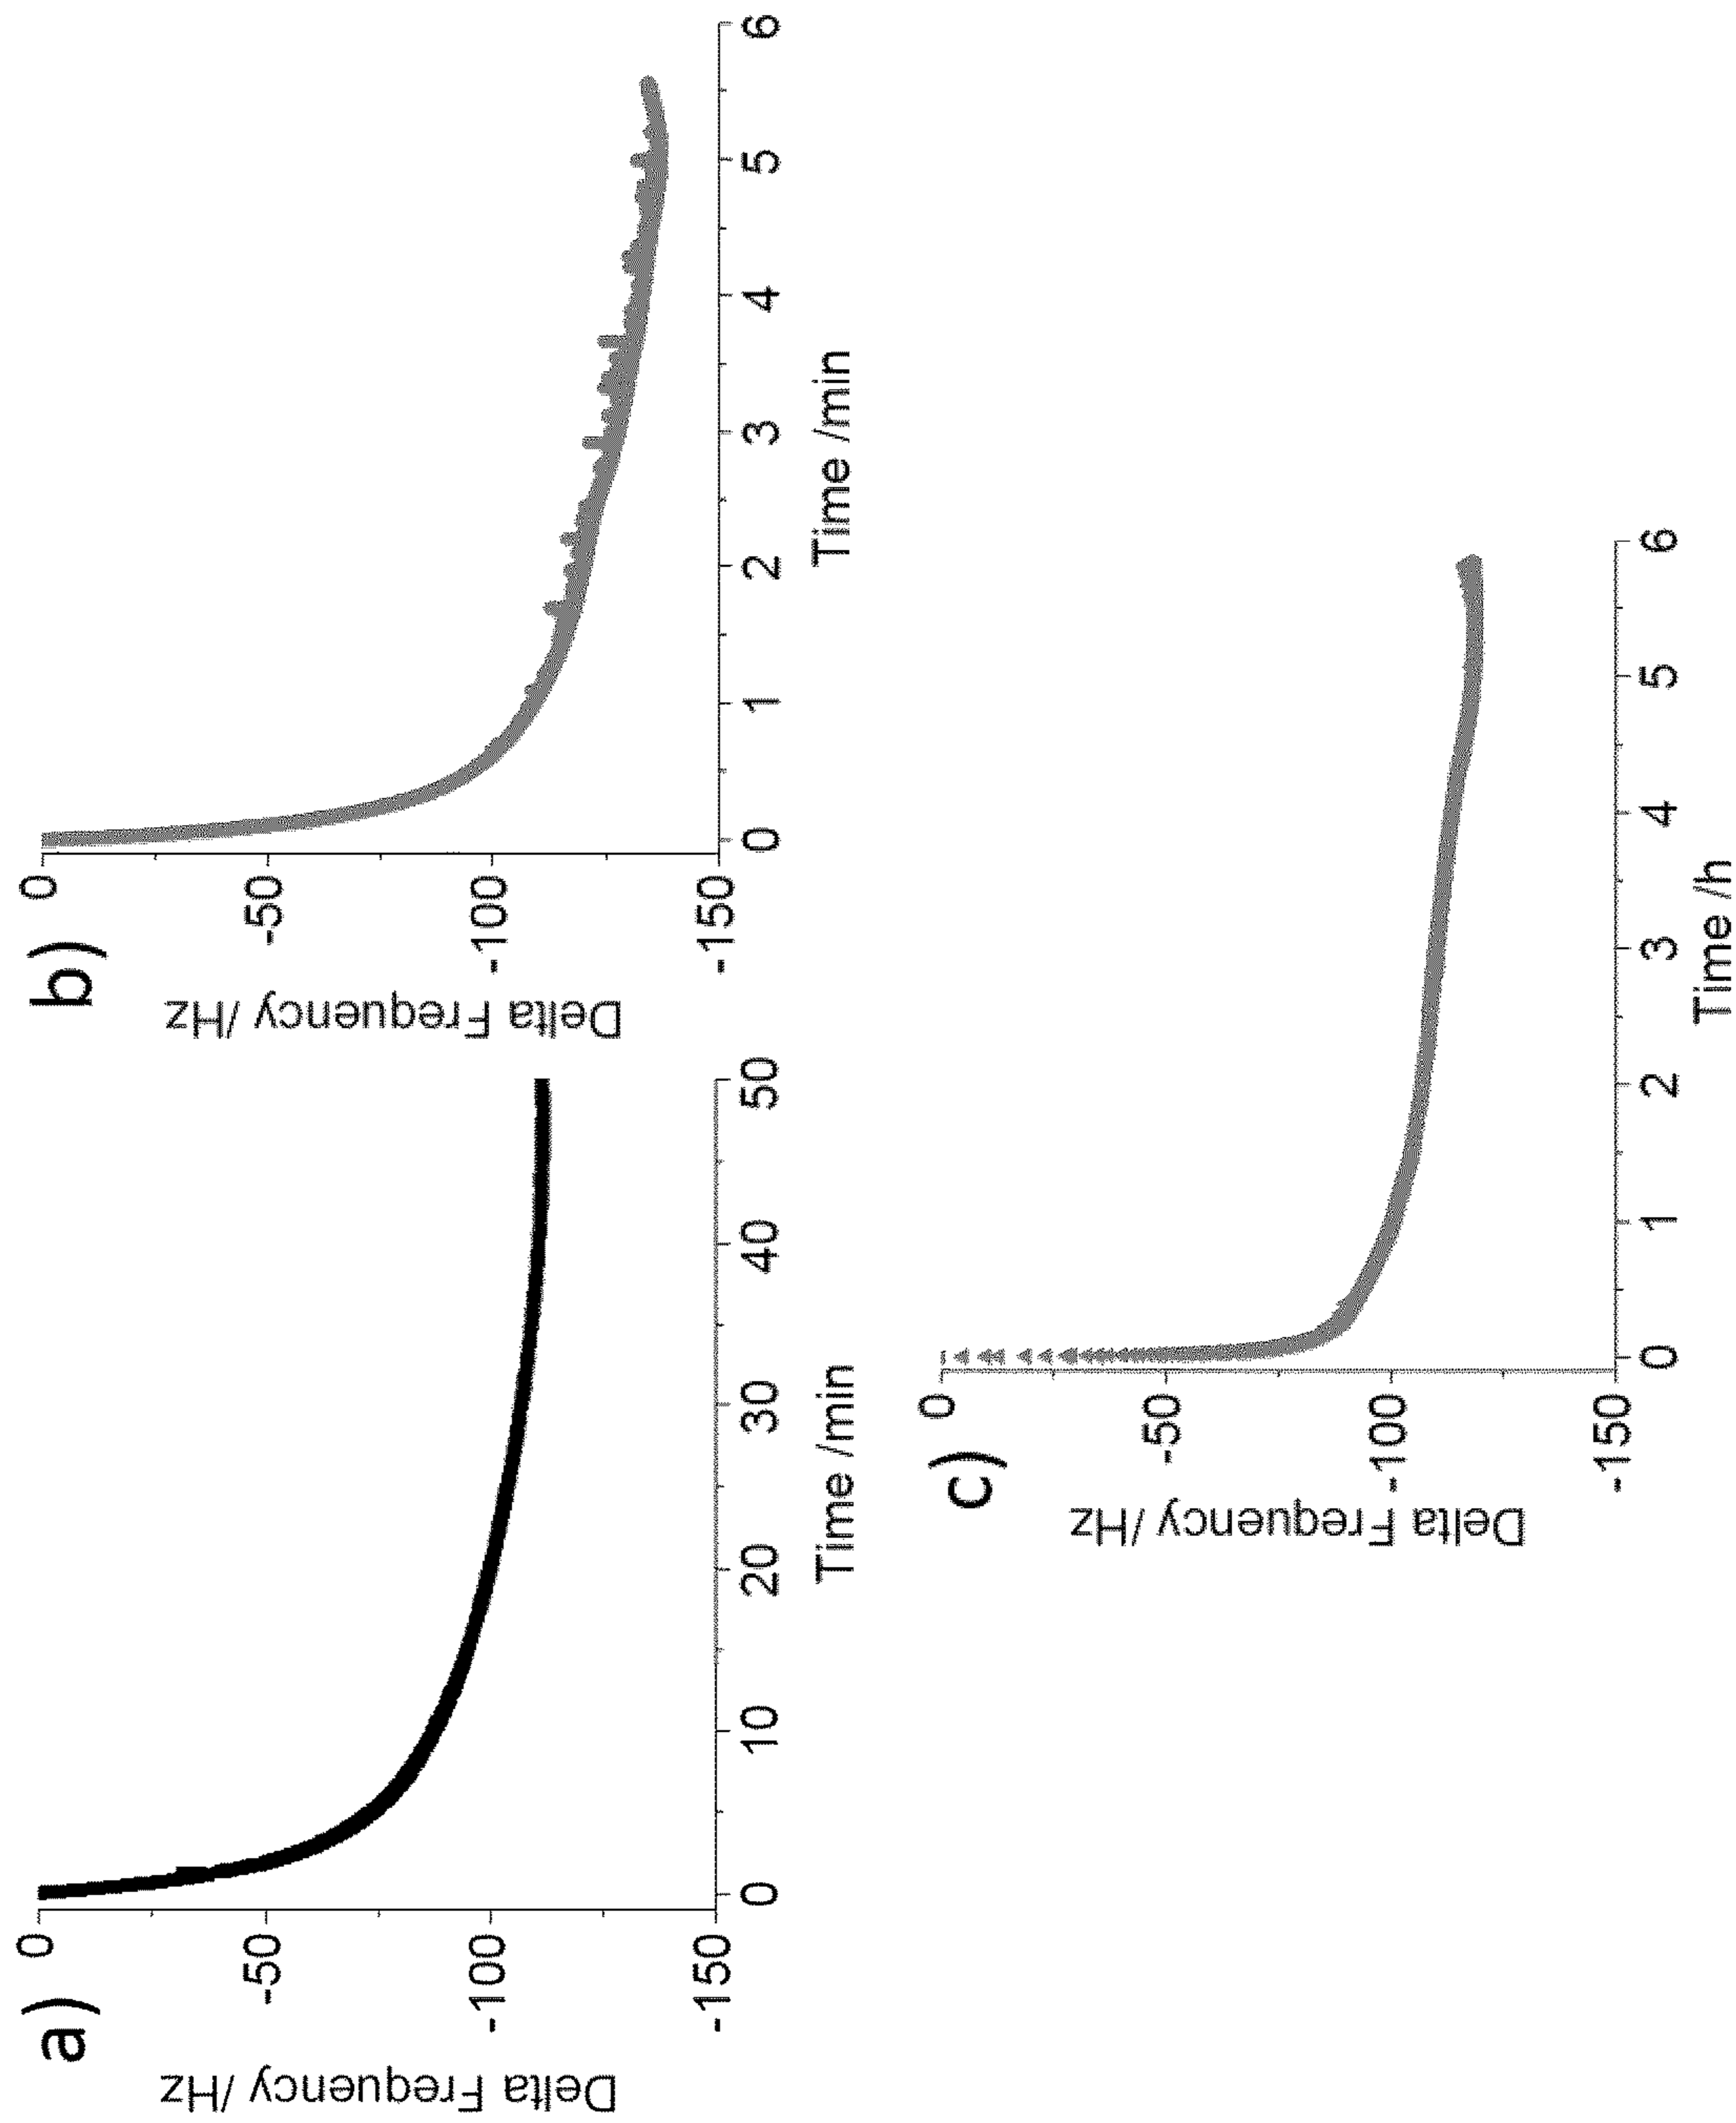 a)
0
-50
-100
-150
Delta Frequency /Hz
0 10 20 30 40 50
Time /min
b)
0
-50
-100
-150
Delta Frequency /Hz
0 1 2 3 4 5 6
Time /min
c)
0
-50
-100
-150
Delta Frequency /Hz
0 1 2 3 4 5 6
Time /h